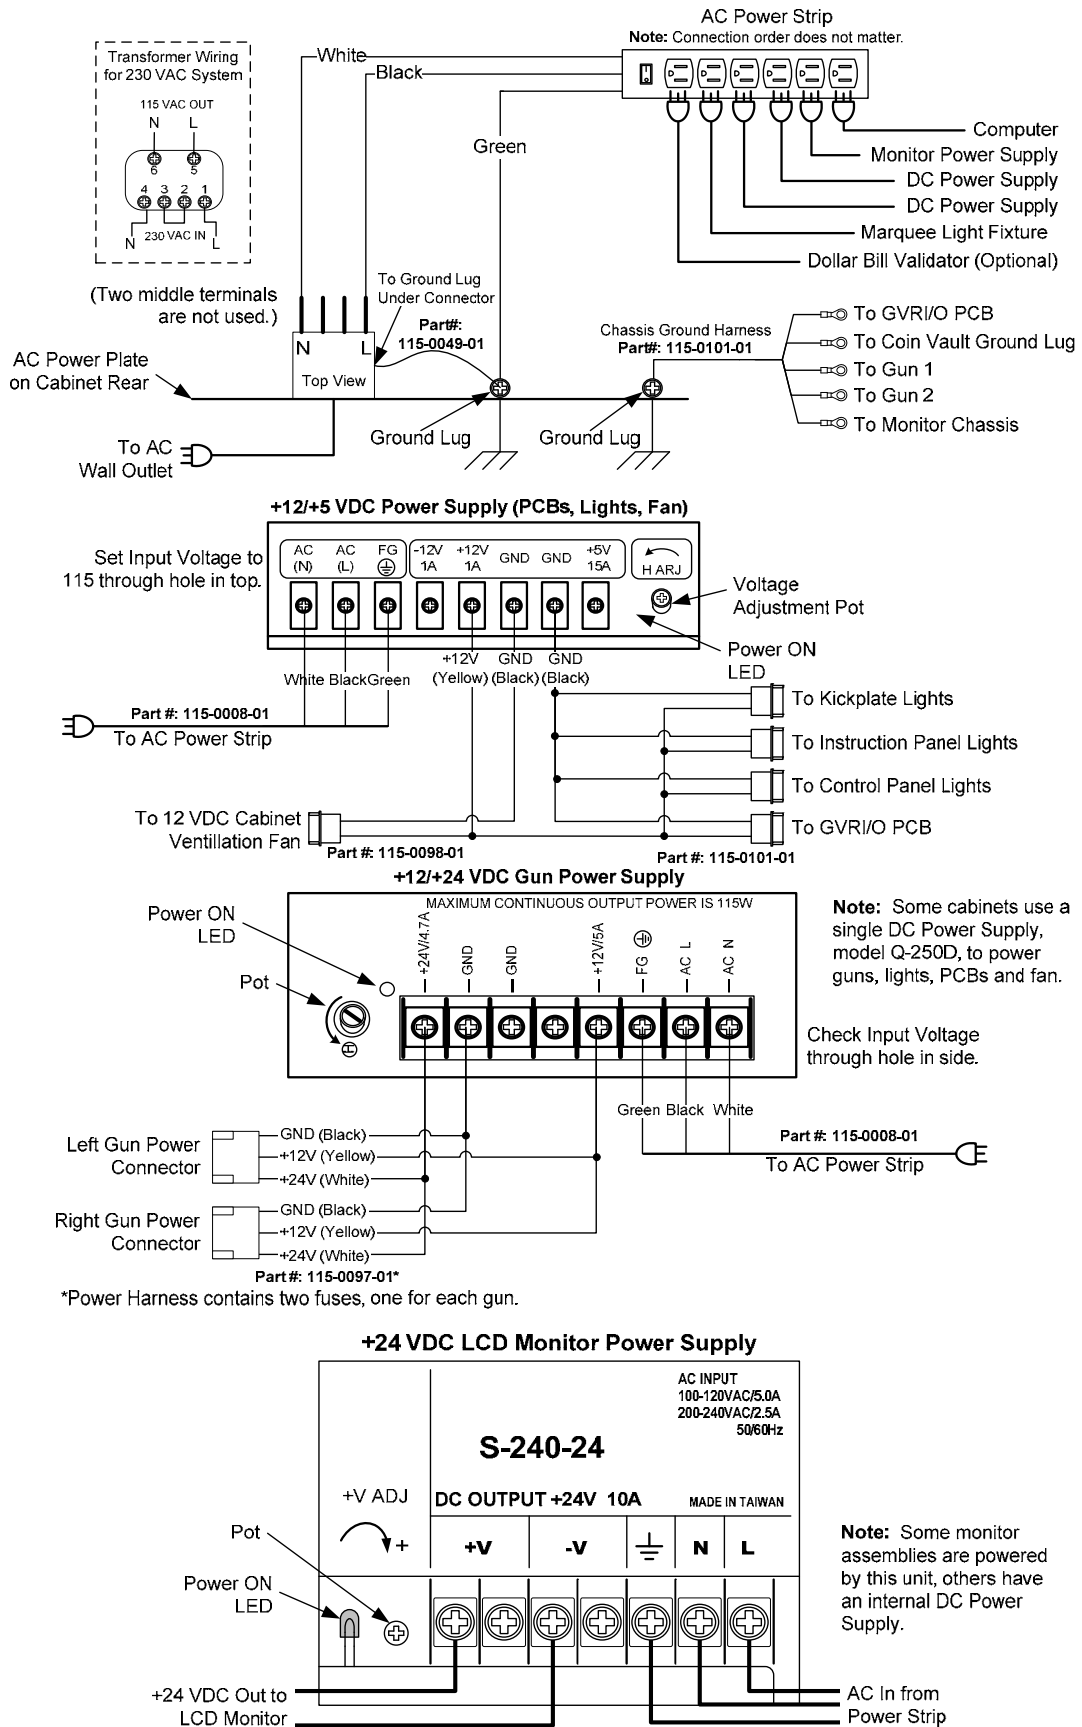 AC Power Strip
Note: Connection order does not matter.
Transformer Wiring
for 230 VAC System
115 VAC OUT
N L
6 5
4 3 2 1
230 VAC IN
N L
(Two middle terminals
are not used.)
White
Black
Green
Computer
Monitor Power Supply
DC Power Supply
DC Power Supply
Marquee Light Fixture
Dollar Bill Validator (Optional)
To Ground Lug
Under Connector
Part#:
115-0049-01
N L
Top View
AC Power Plate
on Cabinet Rear
To AC
Wall Outlet
Ground Lug
Ground Lug
Chassis Ground Harness
Part#: 115-0101-01
To GVRI/O PCB
To Coin Vault Ground Lug
To Gun 1
To Gun 2
To Monitor Chassis
+12/+5 VDC Power Supply (PCBs, Lights, Fan)
Set Input Voltage to
115 through hole in top.
AC
(N)
AC
(L)
FG
-12V
1A
+12V
1A
GND
GND
+5V
15A
H ARJ
Voltage
Adjustment Pot
Power ON
LED
White Black Green
+12V
(Yellow)
GND
(Black)
GND
(Black)
Part #: 115-0008-01
To AC Power Strip
To Kickplate Lights
To Instruction Panel Lights
To Control Panel Lights
To GVRI/O PCB
To 12 VDC Cabinet
Ventillation Fan
Part #: 115-0098-01
Part #: 115-0101-01
+12/+24 VDC Gun Power Supply
MAXIMUM CONTINUOUS OUTPUT POWER IS 115W
Power ON
LED
Pot
H
+24V/4.7A
GND
GND
+12V/5A
FG
AC L
AC N
Note: Some cabinets use a
single DC Power Supply,
model Q-250D, to power
guns, lights, PCBs and fan.
Check Input Voltage
through hole in side.
Green Black White
Part #: 115-0008-01
To AC Power Strip
Left Gun Power
Connector
GND (Black)
+12V (Yellow)
+24V (White)
Right Gun Power
Connector
GND (Black)
+12V (Yellow)
+24V (White)
Part #: 115-0097-01*
*Power Harness contains two fuses, one for each gun.
+24 VDC LCD Monitor Power Supply
AC INPUT
100-120VAC/5.0A
200-240VAC/2.5A
50/60Hz
S-240-24
+V ADJ
+
DC OUTPUT +24V 10A
MADE IN TAIWAN
+V -V N L
Pot
Power ON
LED
Note: Some monitor
assemblies are powered
by this unit, others have
an internal DC Power
Supply.
+24 VDC Out to
LCD Monitor
AC In from
Power Strip